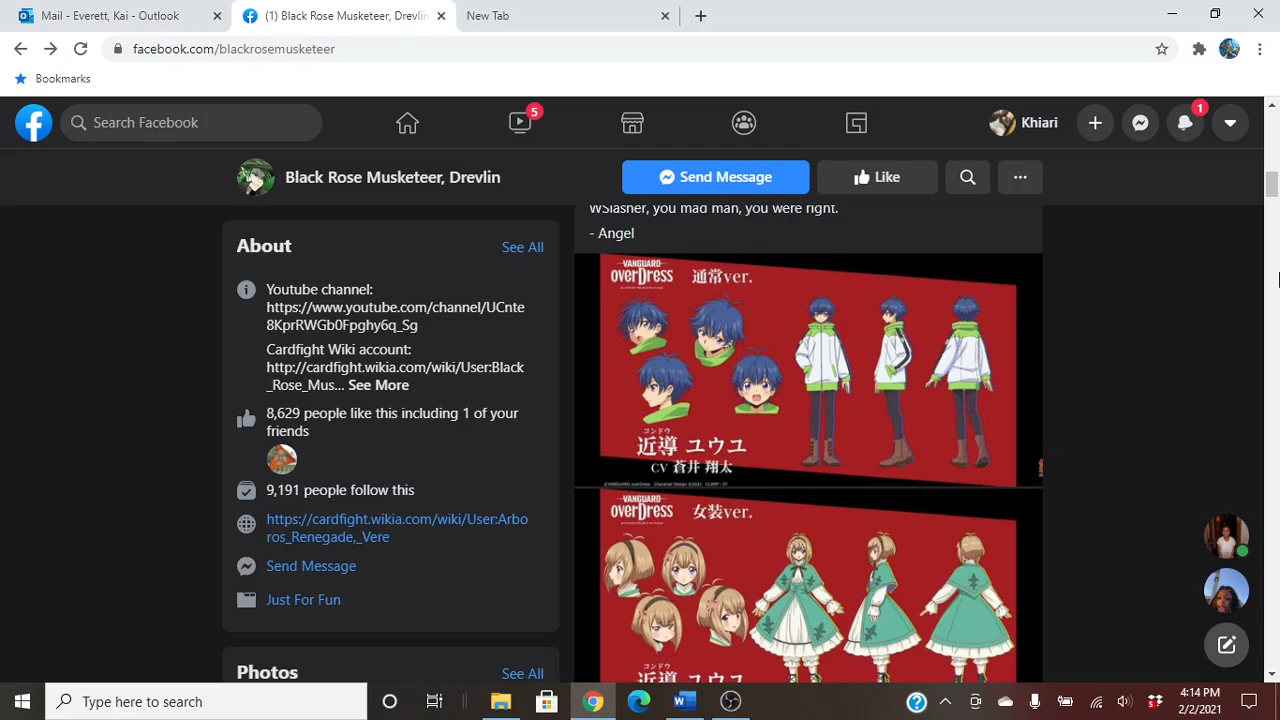 Mail - Everett, Kai - Outlook
(1) Black Rose Musketeer, Drevlin
New Tab
facebook.com/blackrosemusketeer
Bookmarks
Search Facebook
5
Khiari
1
Black Rose Musketeer, Drevlin
Send Message
Like
About
See All
Youtube channel:
https://www.youtube.com/channel/UCnte
8KprRWGb0Fpghy6q_Sg
Cardfight Wiki account:
http://cardfight.wikia.com/wiki/User:Black
_Rose_Mus... See More
8,629 people like this including 1 of your
friends
9,191 people follow this
https://cardfight.wikia.com/wiki/User:Arbo
ros_Renegade,_Vere
Send Message
Just For Fun
Photos
See All
WSlasher, you mad man, you were right.
- Angel
VANGUARD
overDress
通常ver.
コンドウ
近導 ユウユ
CV 蒼井 翔太
©VANGUARD overDress Character Design ©2021 CLAMP・ST
VANGUARD
overDress
女装ver.
コンドウ
近導 ユウユ
Type here to search
4:14 PM
2/2/2021